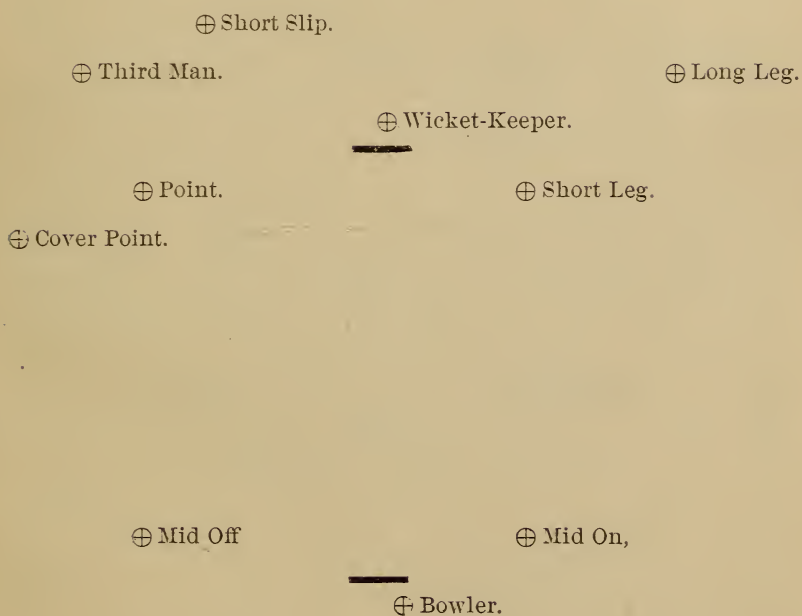 Short Slip.
Third Man. Long Leg.
Wicket-Keeper.
Point. Short Leg.
Cover Point.
Mid Off Mid On,
Bowler.